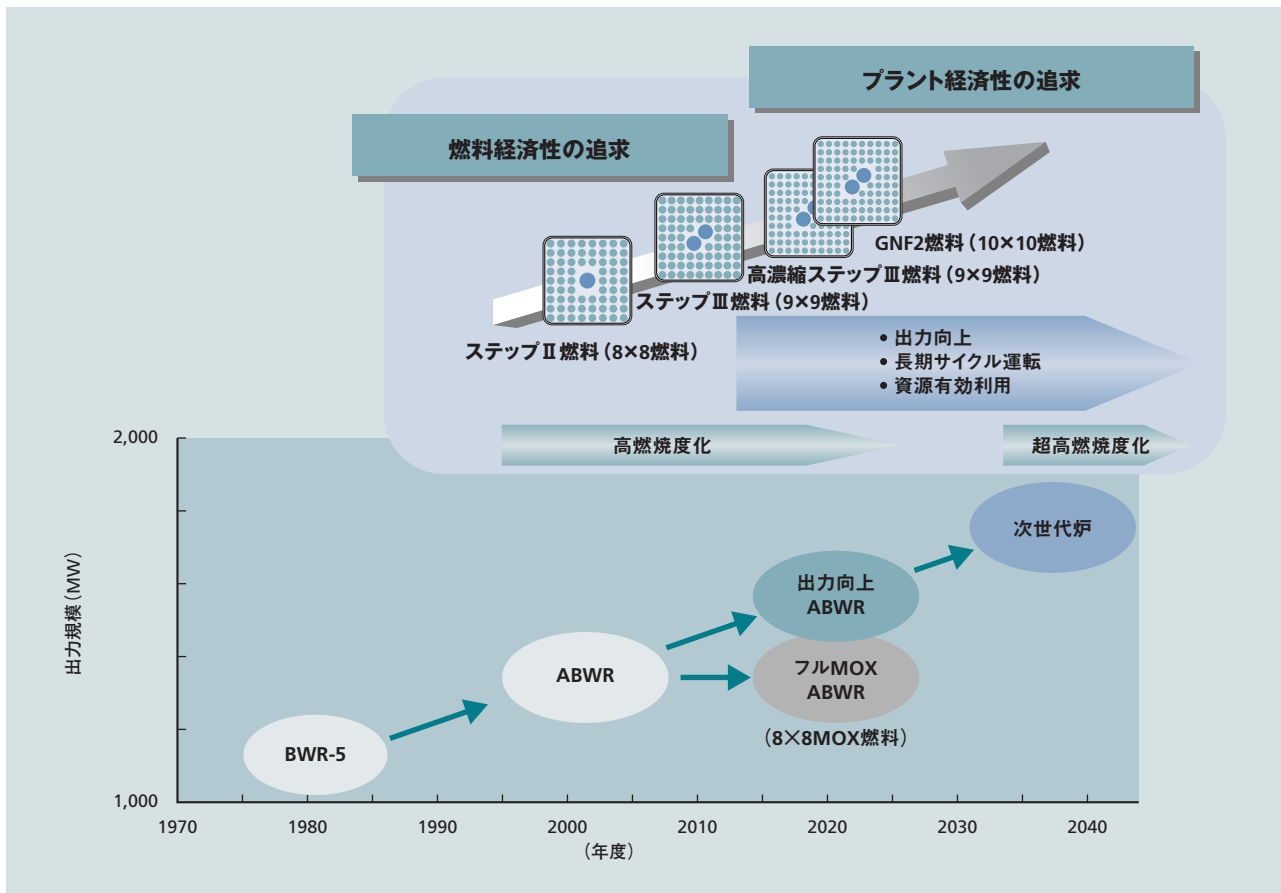 プラント経済性の追求
燃料経済性の追求
GNF2燃料（10×10燃料）
高濃縮ステップⅢ燃料（9×9燃料）
ステップⅢ燃料（9×9燃料）
ステップⅡ燃料（8×8燃料）
• 出力向上
• 長期サイクル運転
• 資源有効利用
高燃焼度化
超高燃焼度化
2,000
出力規模（MW）
次世代炉
出力向上
ABWR
ABWR
フルMOX
ABWR
（8×8MOX燃料）
BWR-5
1,000
1970 1980 1990 2000 2010 2020 2030 2040
（年度）